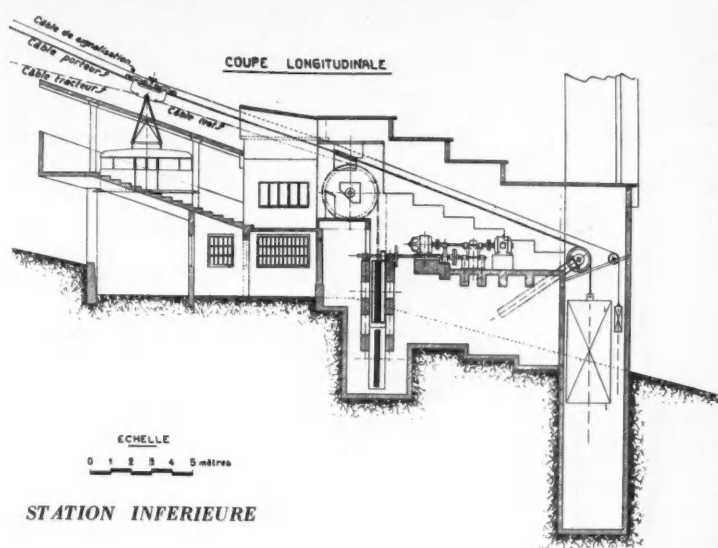 Câble de signalisation
COUPE LONGITUDINALE
Câble porteur
Câble tracteur
Câble lest
ECHELLE
0 1 2 3 4 5 mètres
STATION INFERIEURE